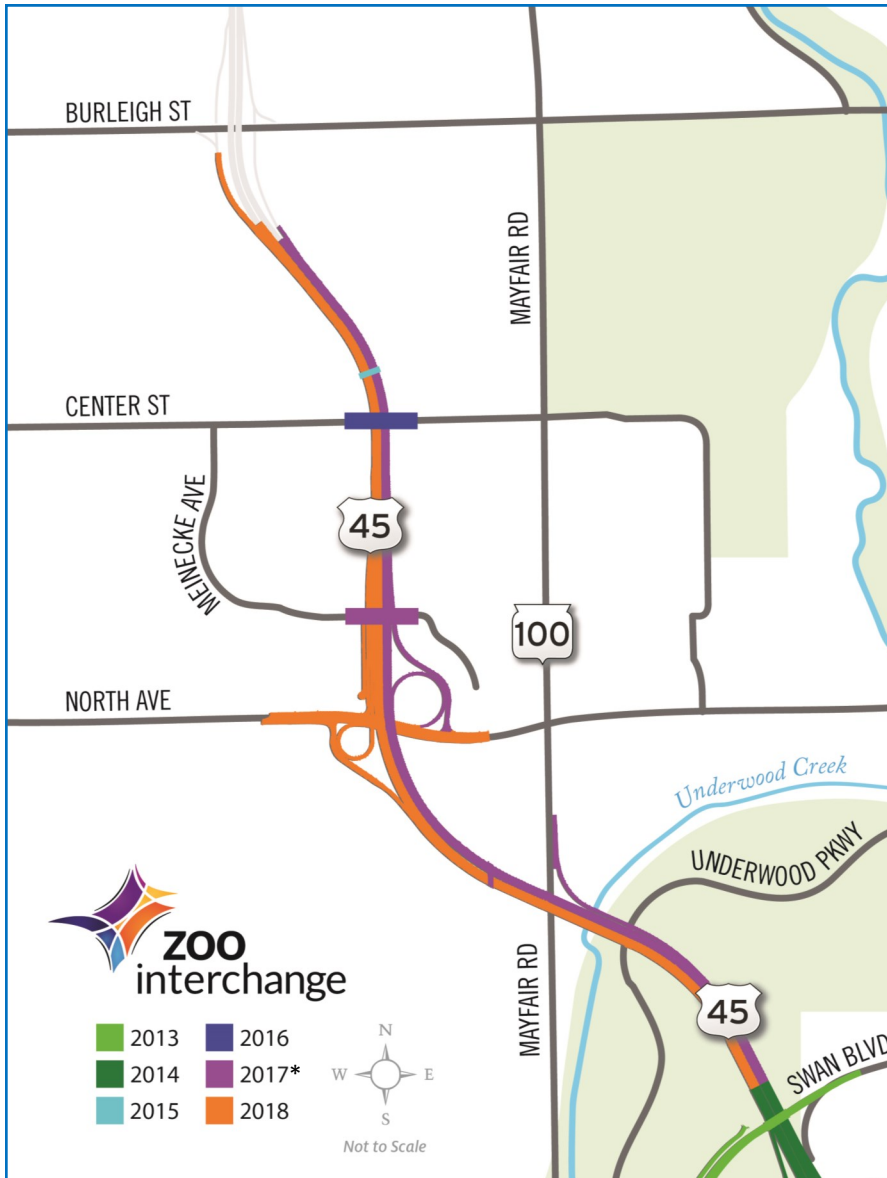 BURLEIGH ST
MAYFAIR RD
CENTER ST
45
MEINECKE AVE
100
NORTH AVE
Underwood Creek
UNDERWOOD PKWY
zoo
interchange
MAYFAIR RD
45
SWAN BLVD
2013
2016
2014
2017*
2015
2018
N
W
E
S
Not to Scale